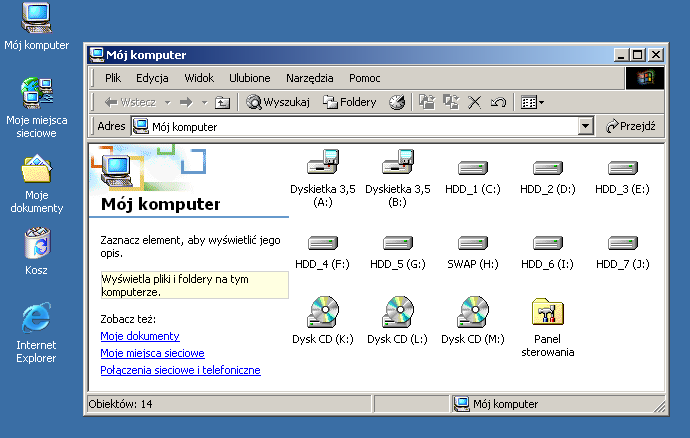 Mój komputer
Moje miejsca
sieciowe
Moje
dokumenty
Kosz
Internet
Explorer
Mój komputer
Plik Edycja Widok Ulubione Narzędzia Pomoc
Wstecz Wyszukaj Foldery
Adres Mój komputer Przejdź
Mój komputer
Zaznacz element, aby wyświetlić jego
opis.
Wyświetla pliki i foldery na tym
komputerze.
Zobacz też:
Moje dokumenty
Moje miejsca sieciowe
Połączenia sieciowe i telefoniczne
Dyskietka 3,5
(A:)
Dyskietka 3,5
(B:)
HDD_1 (C:)
HDD_2 (D:)
HDD_3 (E:)
HDD_4 (F:)
HDD_5 (G:)
SWAP (H:)
HDD_6 (I:)
HDD_7 (J:)
Dysk CD (K:)
Dysk CD (L:)
Dysk CD (M:)
Panel
sterowania
Obiektów: 14
Mój komputer